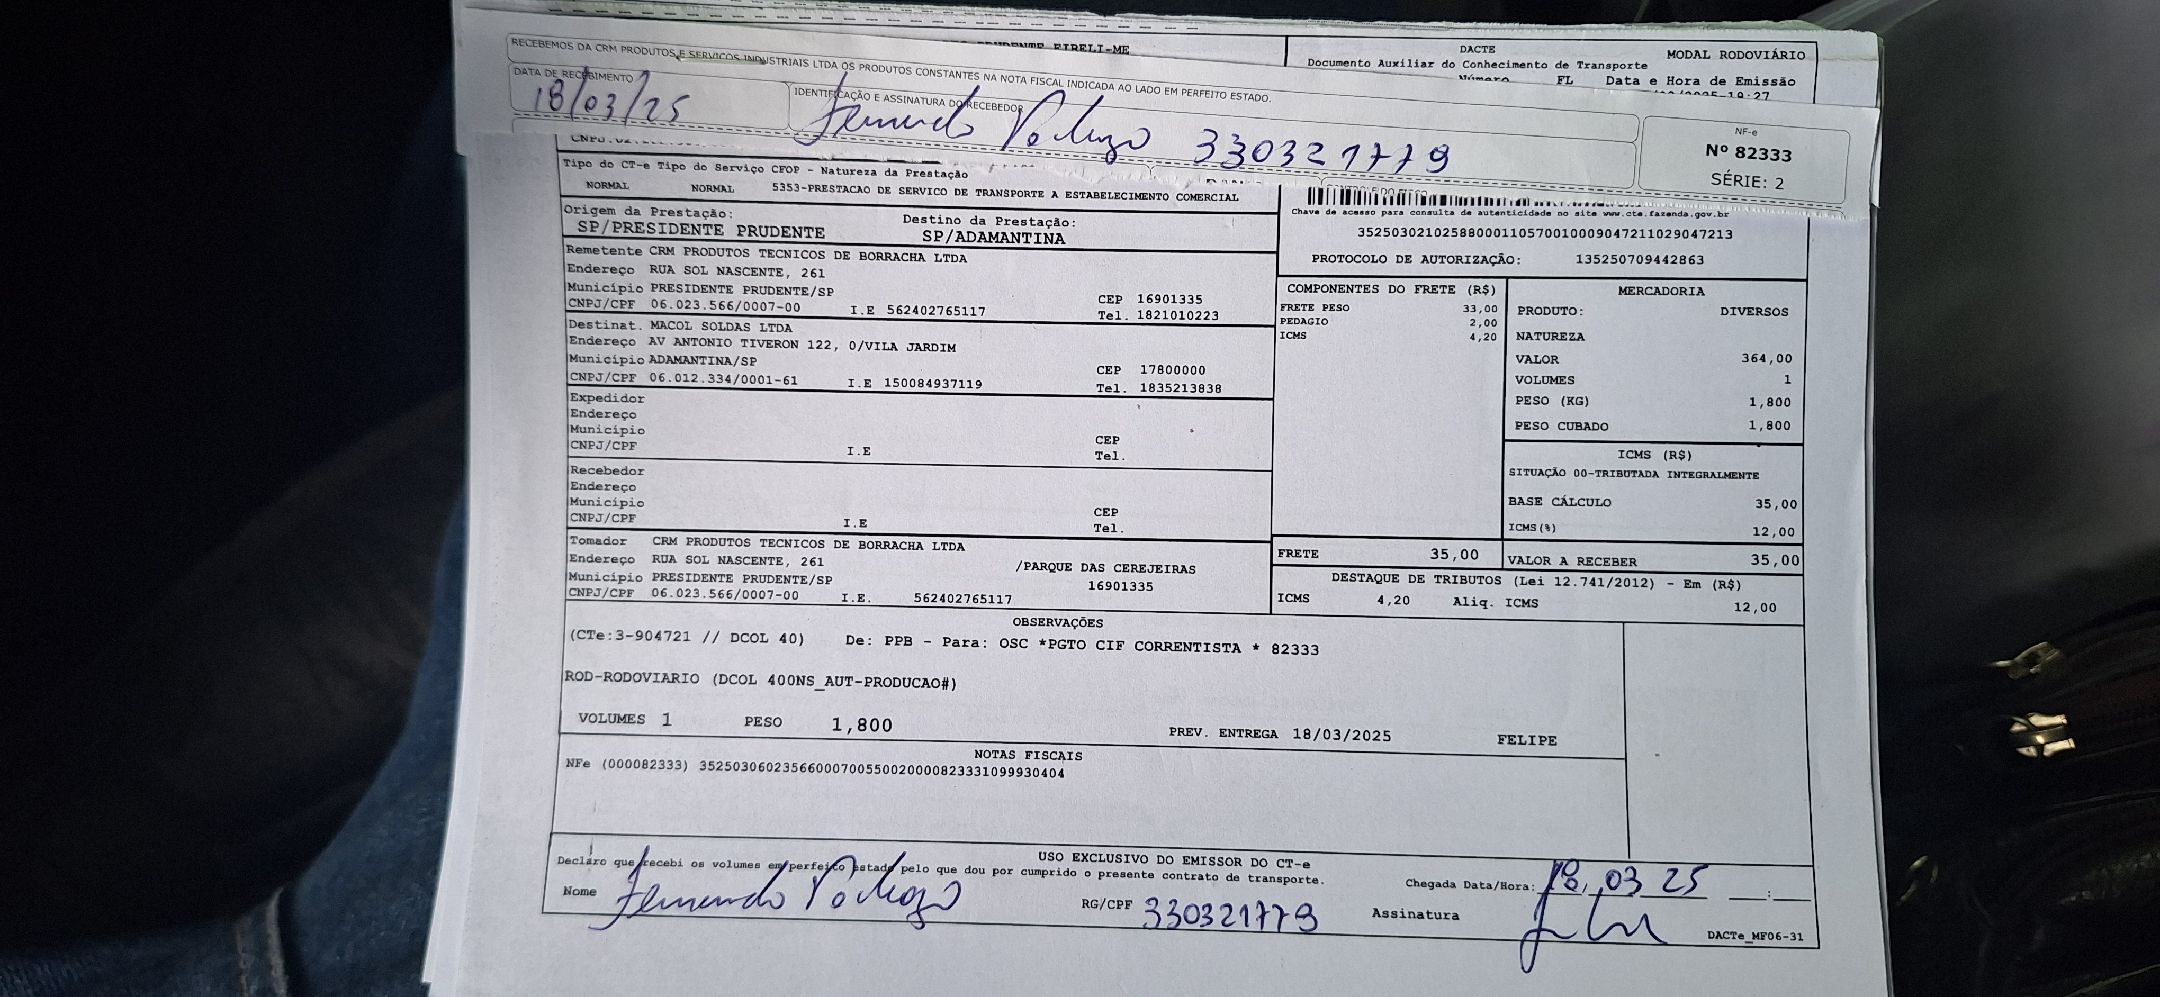 EIRELI-ME
DACTE
MODAL RODOVIÁRIO
Documento Auxiliar do Conhecimento de Transporte
Número FL Data e Hora de Emissão
RECEBEMOS DA CRM PRODUTOS E SERVICOS INDUSTRIAIS LTDA OS PRODUTOS CONSTANTES NA NOTA FISCAL INDICADA AO LADO EM PERFEITO ESTADO.
DATA DE RECEBIMENTO
18/03/25
IDENTIFICAÇÃO E ASSINATURA DO RECEBEDOR
Fernando 330321779
NF-e
Nº 82333
SÉRIE: 2
Tipo do CT-e Tipo do Serviço CFOP - Natureza da Prestação
NORMAL NORMAL 5353-PRESTACAO DE SERVICO DE TRANSPORTE A ESTABELECIMENTO COMERCIAL
Origem da Prestação:
SP/PRESIDENTE PRUDENTE
Destino da Prestação:
SP/ADAMANTINA
Chave de acesso para consulta de autenticidade no site www.cte.fazenda.gov.br
35250302102588000110570010009047211029047213
PROTOCOLO DE AUTORIZAÇÃO: 135250709442863
Remetente CRM PRODUTOS TECNICOS DE BORRACHA LTDA
Endereço RUA SOL NASCENTE, 261
Município PRESIDENTE PRUDENTE/SP CEP 16901335
CNPJ/CPF 06.023.566/0007-00 I.E 562402765117 Tel. 1821010223
Destinat. MACOL SOLDAS LTDA
Endereço AV ANTONIO TIVERON 122, 0/VILA JARDIM
Município ADAMANTINA/SP CEP 17800000
CNPJ/CPF 06.012.334/0001-61 I.E 150084937119 Tel. 1835213838
Expedidor
Endereço
Município CEP
CNPJ/CPF I.E Tel.
Recebedor
Endereço
Município CEP
CNPJ/CPF I.E Tel.
Tomador CRM PRODUTOS TECNICOS DE BORRACHA LTDA
Endereço RUA SOL NASCENTE, 261 /PARQUE DAS CEREJEIRAS
Município PRESIDENTE PRUDENTE/SP 16901335
CNPJ/CPF 06.023.566/0007-00 I.E. 562402765117
COMPONENTES DO FRETE (R$)
FRETE PESO 33,00
PEDAGIO 2,00
ICMS 4,20
FRETE 35,00
MERCADORIA
PRODUTO: DIVERSOS
NATUREZA
VALOR 364,00
VOLUMES 1
PESO (KG) 1,800
PESO CUBADO 1,800
ICMS (R$)
SITUAÇÃO 00-TRIBUTADA INTEGRALMENTE
BASE CÁLCULO 35,00
ICMS(%) 12,00
VALOR A RECEBER 35,00
DESTAQUE DE TRIBUTOS (Lei 12.741/2012) - Em (R$)
ICMS 4,20 Aliq. ICMS 12,00
OBSERVAÇÕES
(CTe:3-904721 // DCOL 40) De: PPB - Para: OSC *PGTO CIF CORRENTISTA * 82333
ROD-RODOVIARIO (DCOL 400NS_AUT-PRODUCAO#)
VOLUMES 1 PESO 1,800 PREV. ENTREGA 18/03/2025 FELIPE
NOTAS FISCAIS
NFe (000082333) 35250306023566000700550020000823331099930404
USO EXCLUSIVO DO EMISSOR DO CT-e
Declaro que recebi os volumes em perfeito estado pelo que dou por cumprido o presente contrato de transporte.
Chegada Data/Hora: 18, 03 25 __:__
Nome Fernando RG/CPF 330321779 Assinatura
DACTe_MF06-31